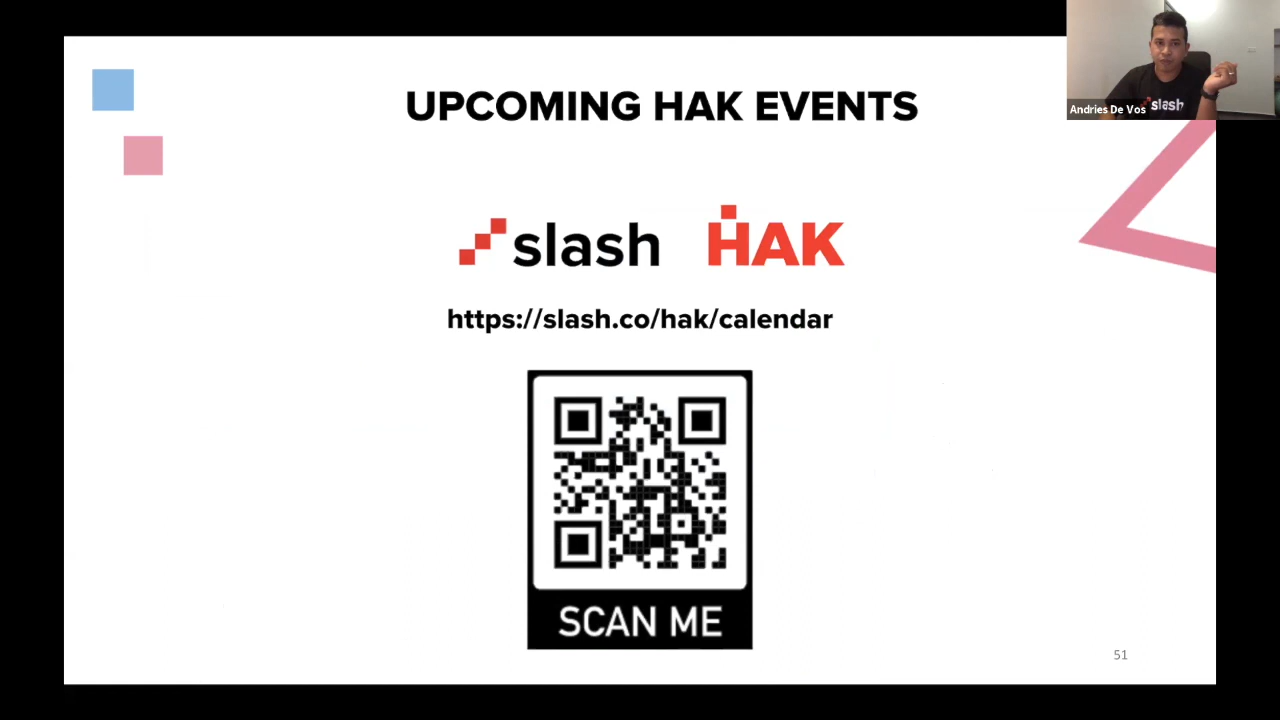 UPCOMING HAK EVENTS
Andries De Vos
slash
slash HAK
https://slash.co/hak/calendar
SCAN ME
51